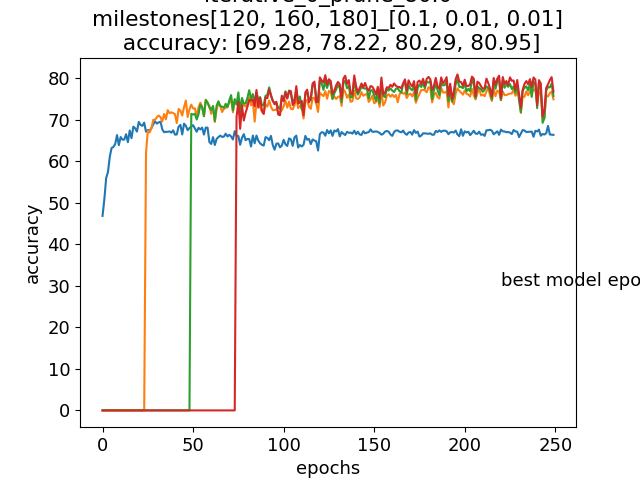 milestones[120, 160, 180]_[0.1, 0.01, 0.01]
accuracy: [69.28, 78.22, 80.29, 80.95]
80
70
60
50
40
30
20
10
0
accuracy
best model epo
0 50 100 150 200 250
epochs